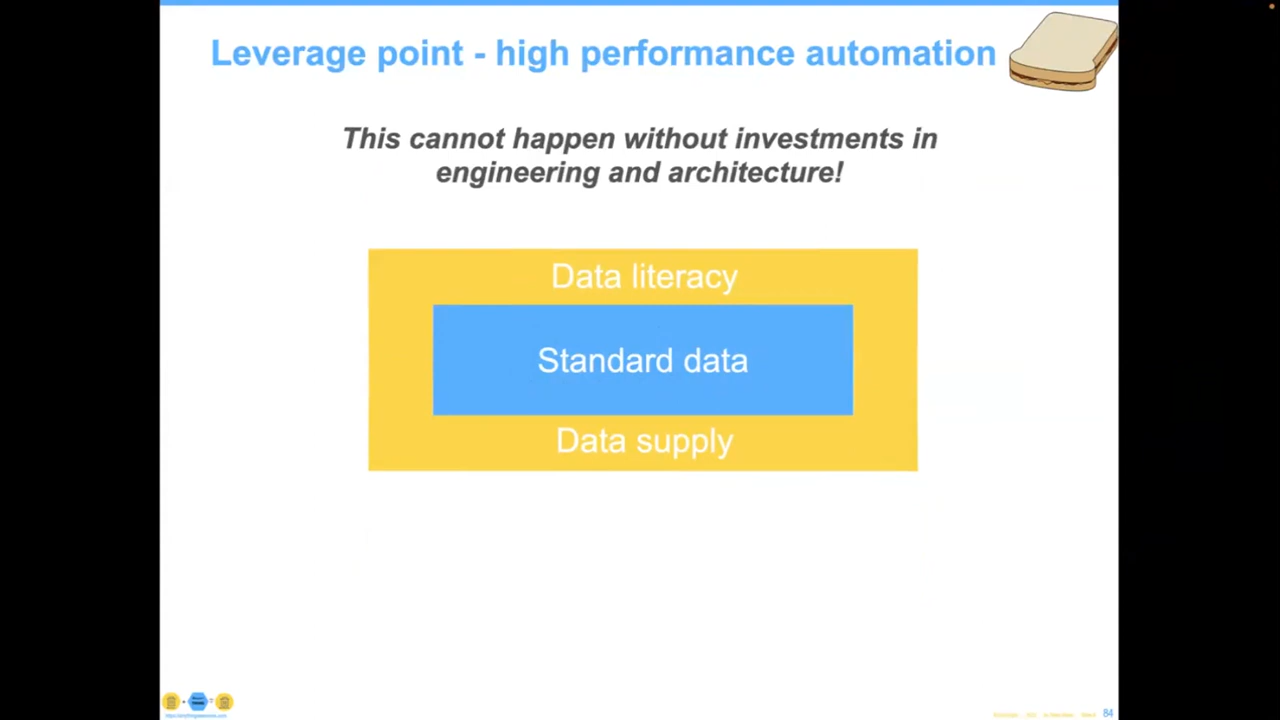 Leverage point - high performance automation
This cannot happen without investments in
engineering and architecture!
Data literacy
Standard data
Data supply
84